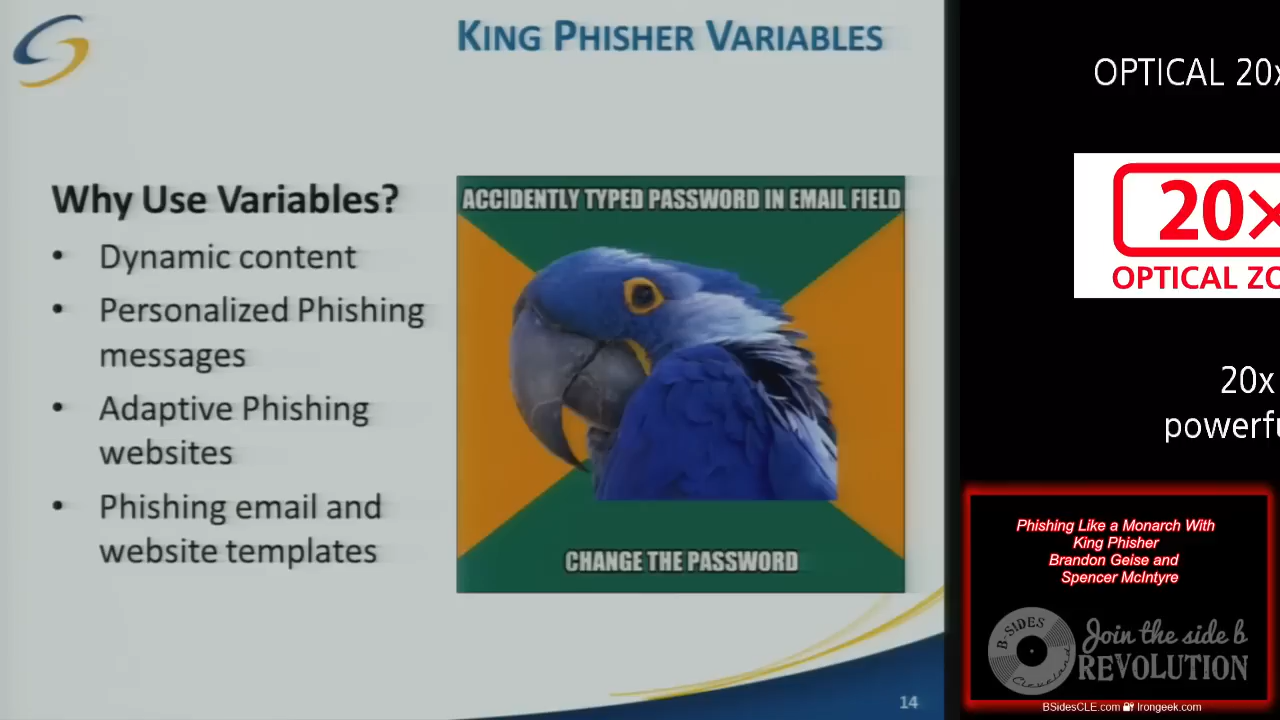 KING PHISHER VARIABLES
Why Use Variables?
• Dynamic content
• Personalized Phishing
messages
• Adaptive Phishing
websites
• Phishing email and
website templates
ACCIDENTLY TYPED PASSWORD IN EMAIL FIELD
CHANGE THE PASSWORD
14
OPTICAL 20x
20×
OPTICAL ZO
20x
powerfu
Phishing Like a Monarch With
King Phisher
Brandon Geise and
Spencer McIntyre
B-SIDES
Cleveland
Join the side b
REVOLUTION
BSidesCLE.com Irongeek.com